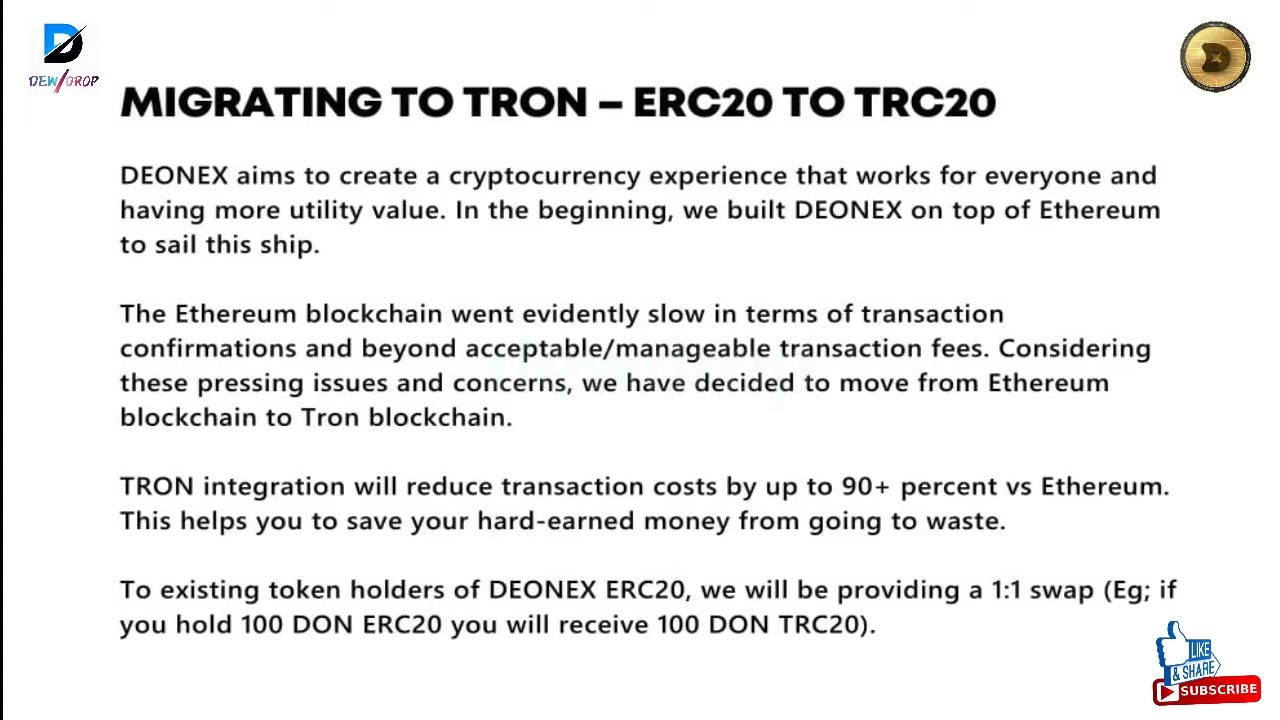 DEW/DROP
MIGRATING TO TRON – ERC20 TO TRC20
DEONEX aims to create a cryptocurrency experience that works for everyone and
having more utility value. In the beginning, we built DEONEX on top of Ethereum
to sail this ship.
The Ethereum blockchain went evidently slow in terms of transaction
confirmations and beyond acceptable/manageable transaction fees. Considering
these pressing issues and concerns, we have decided to move from Ethereum
blockchain to Tron blockchain.
TRON integration will reduce transaction costs by up to 90+ percent vs Ethereum.
This helps you to save your hard-earned money from going to waste.
To existing token holders of DEONEX ERC20, we will be providing a 1:1 swap (Eg; if
you hold 100 DON ERC20 you will receive 100 DON TRC20).
LIKE
& SHARE
SUBSCRIBE